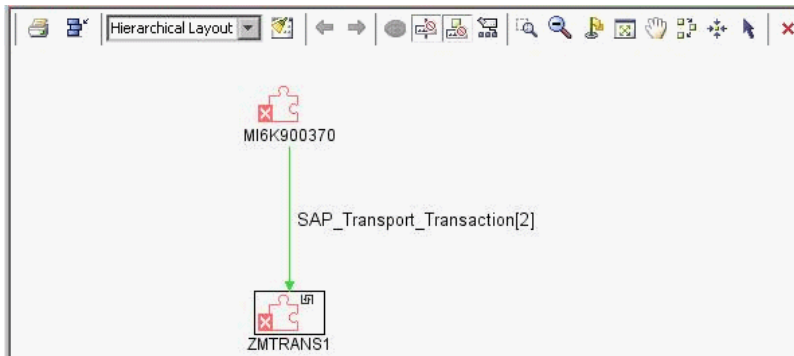 Hierarchical Layout
MI6K900370
SAP_Transport_Transaction[2]
ZMTRANS1